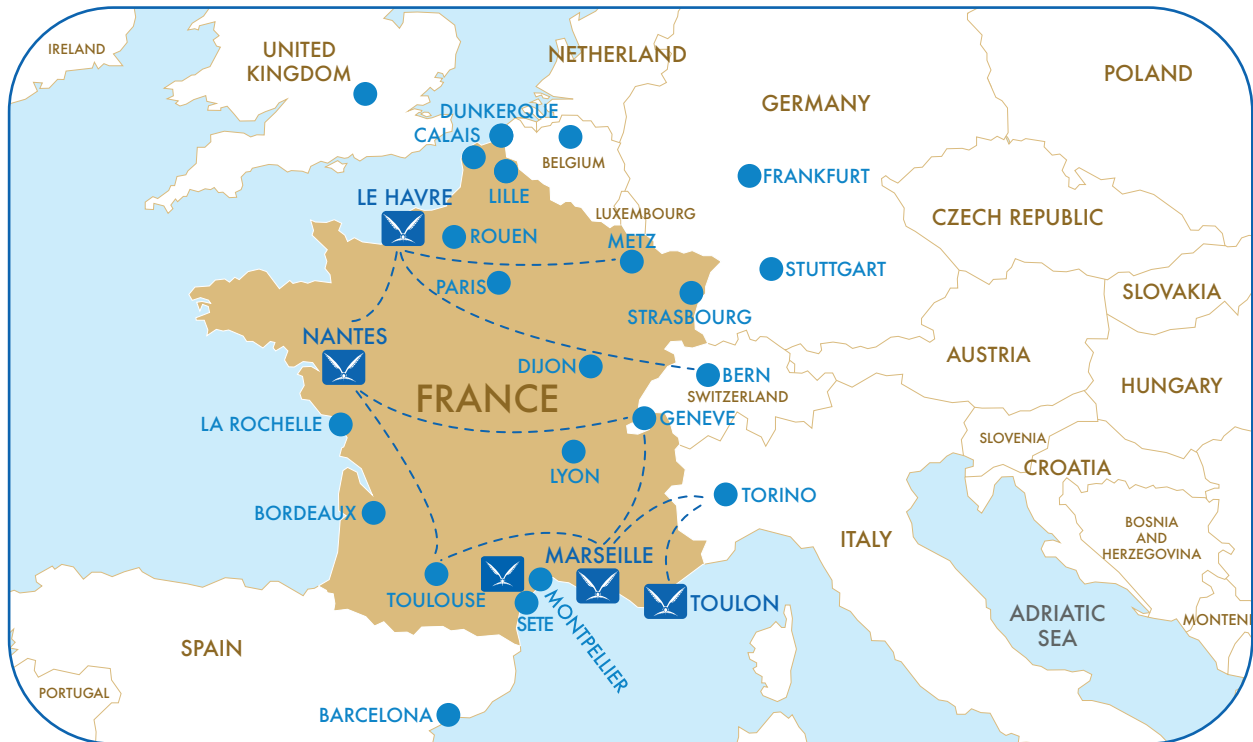 IRELAND
UNITED
KINGDOM
NETHERLAND
POLAND
GERMANY
DUNKERQUE
CALAIS
BELGIUM
FRANKFURT
LILLE
LE HAVRE
LUXEMBOURG
CZECH REPUBLIC
ROUEN
METZ
STUTTGART
PARIS
SLOVAKIA
STRASBOURG
NANTES
AUSTRIA
DIJON
BERN
HUNGARY
SWITZERLAND
FRANCE
GENEVE
LA ROCHELLE
SLOVENIA
CROATIA
LYON
TORINO
BORDEAUX
BOSNIA
AND
HERZEGOVINA
ITALY
MARSEILLE
TOULOUSE
TOULON
MONTPELLIER
SETE
ADRIATIC
SEA
MONTEN
SPAIN
PORTUGAL
BARCELONA